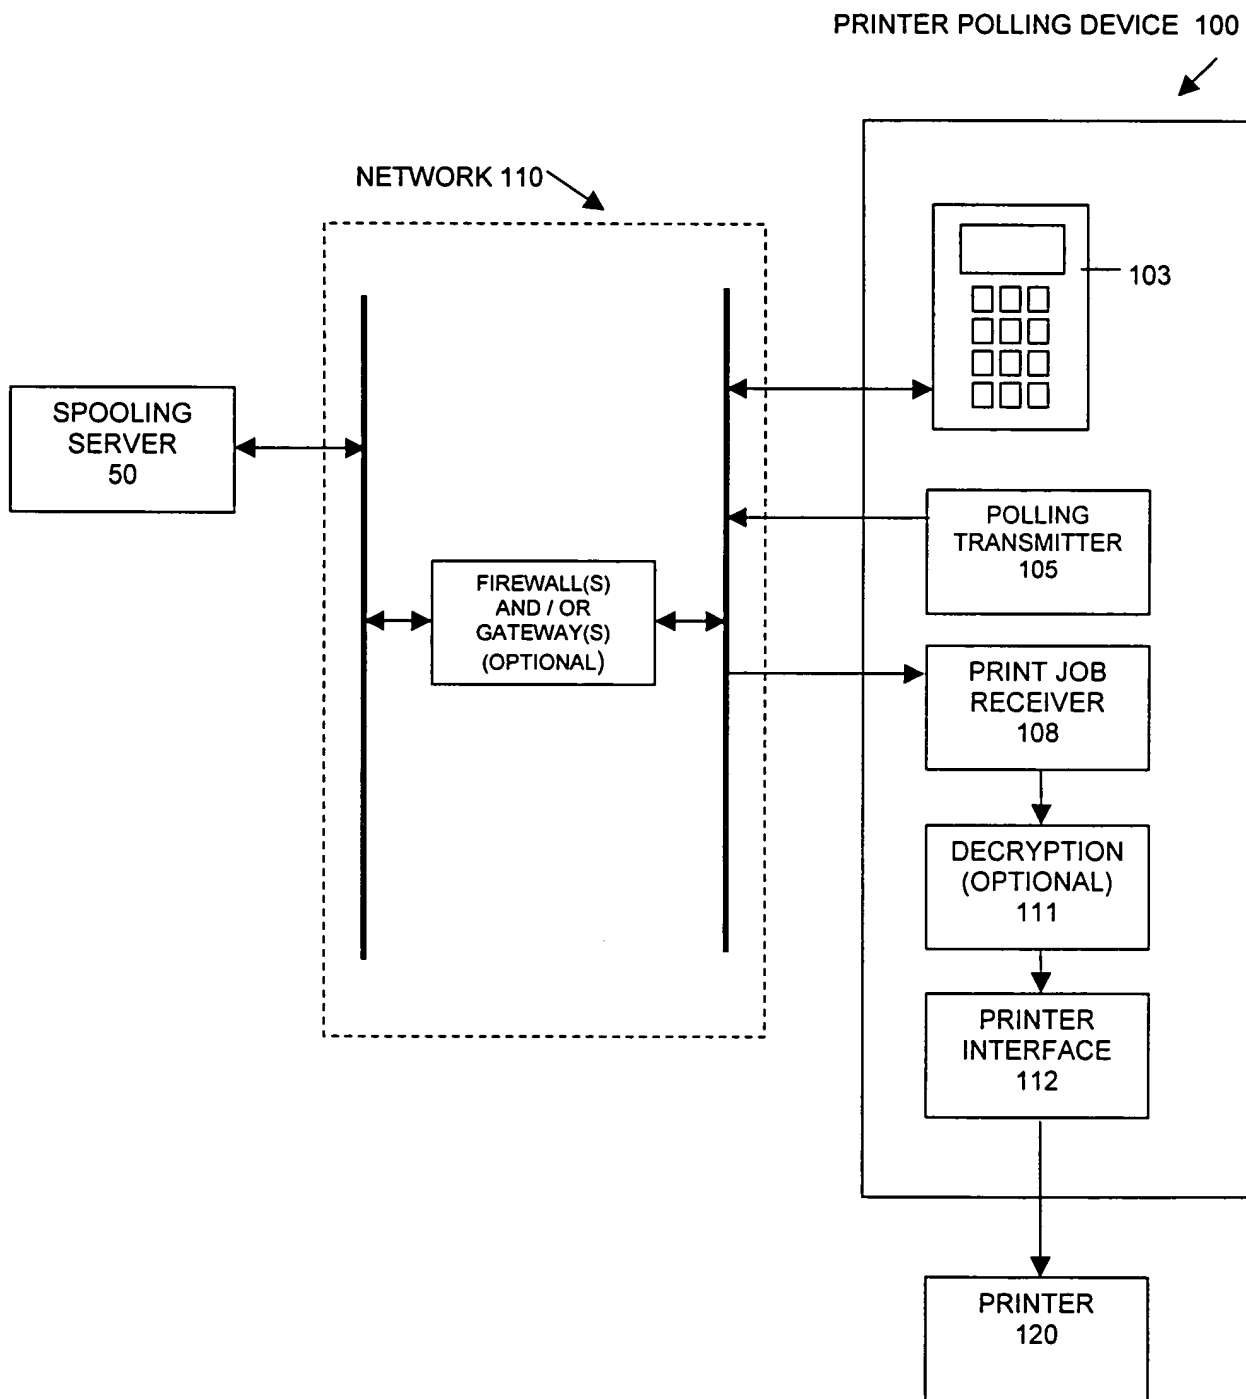 PRINTER POLLING DEVICE 100
NETWORK 110
103
SPOOLING
SERVER
50
POLLING
TRANSMITTER
105
FIREWALL(S)
AND / OR
GATEWAY(S)
(OPTIONAL)
PRINT JOB
RECEIVER
108
DECRYPTION
(OPTIONAL)
111
PRINTER
INTERFACE
112
PRINTER
120